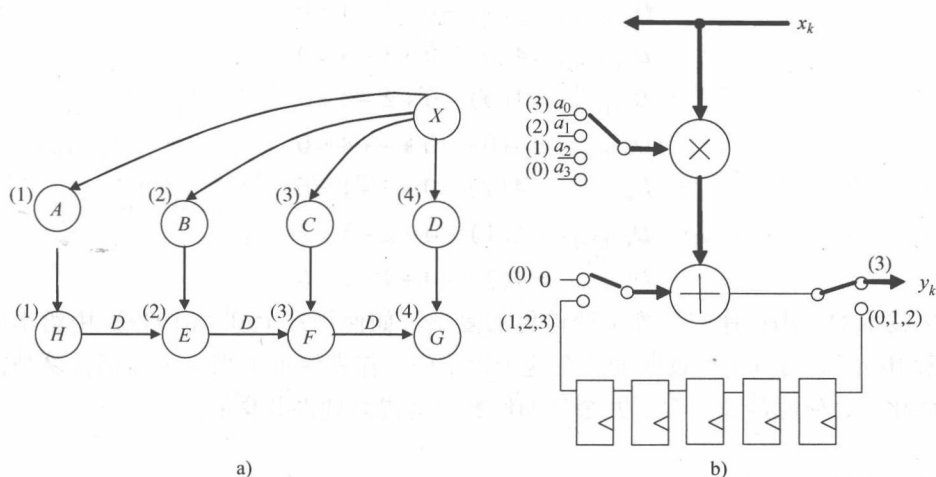 X
(1) A
(2) B
(3) C
(4) D
(1) H
D
(2) E
D
(3) F
D
(4) G
a)
x_k
(3) a_0
(2) a_1
(1) a_2
(0) a_3
×
(0) 0
(1,2,3)
+
(3)
y_k
(0,1,2)
b)